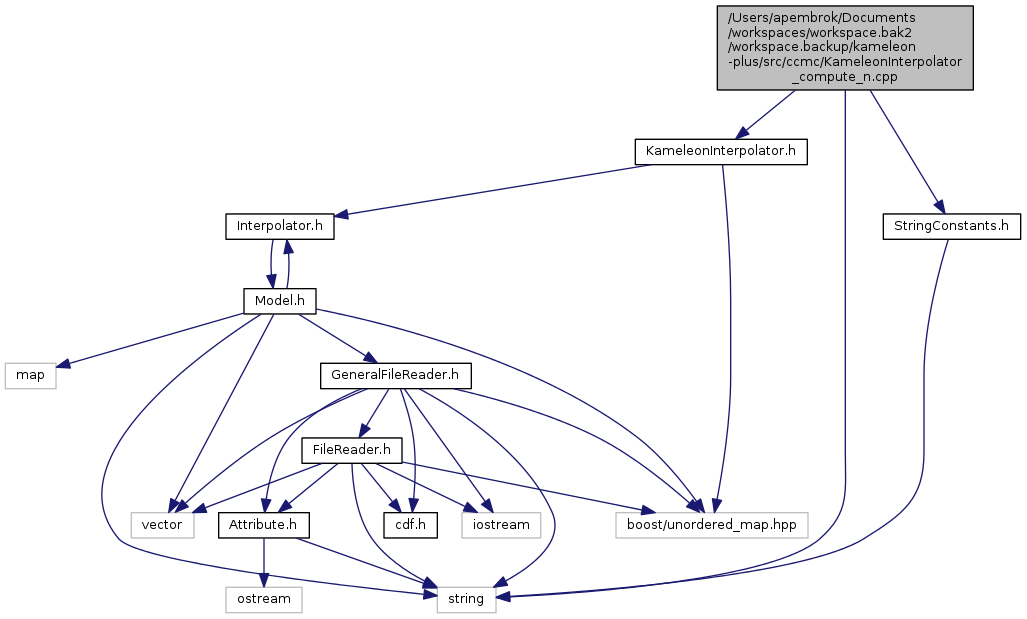 /Users/apembrok/Documents
/workspaces/workspace.bak2
/workspace.backup/kameleon
-plus/src/ccmc/KameleonInterpolator
_compute_n.cpp
KameleonInterpolator.h
Interpolator.h
StringConstants.h
Model.h
map
GeneralFileReader.h
FileReader.h
vector
Attribute.h
cdf.h
iostream
boost/unordered_map.hpp
ostream
string